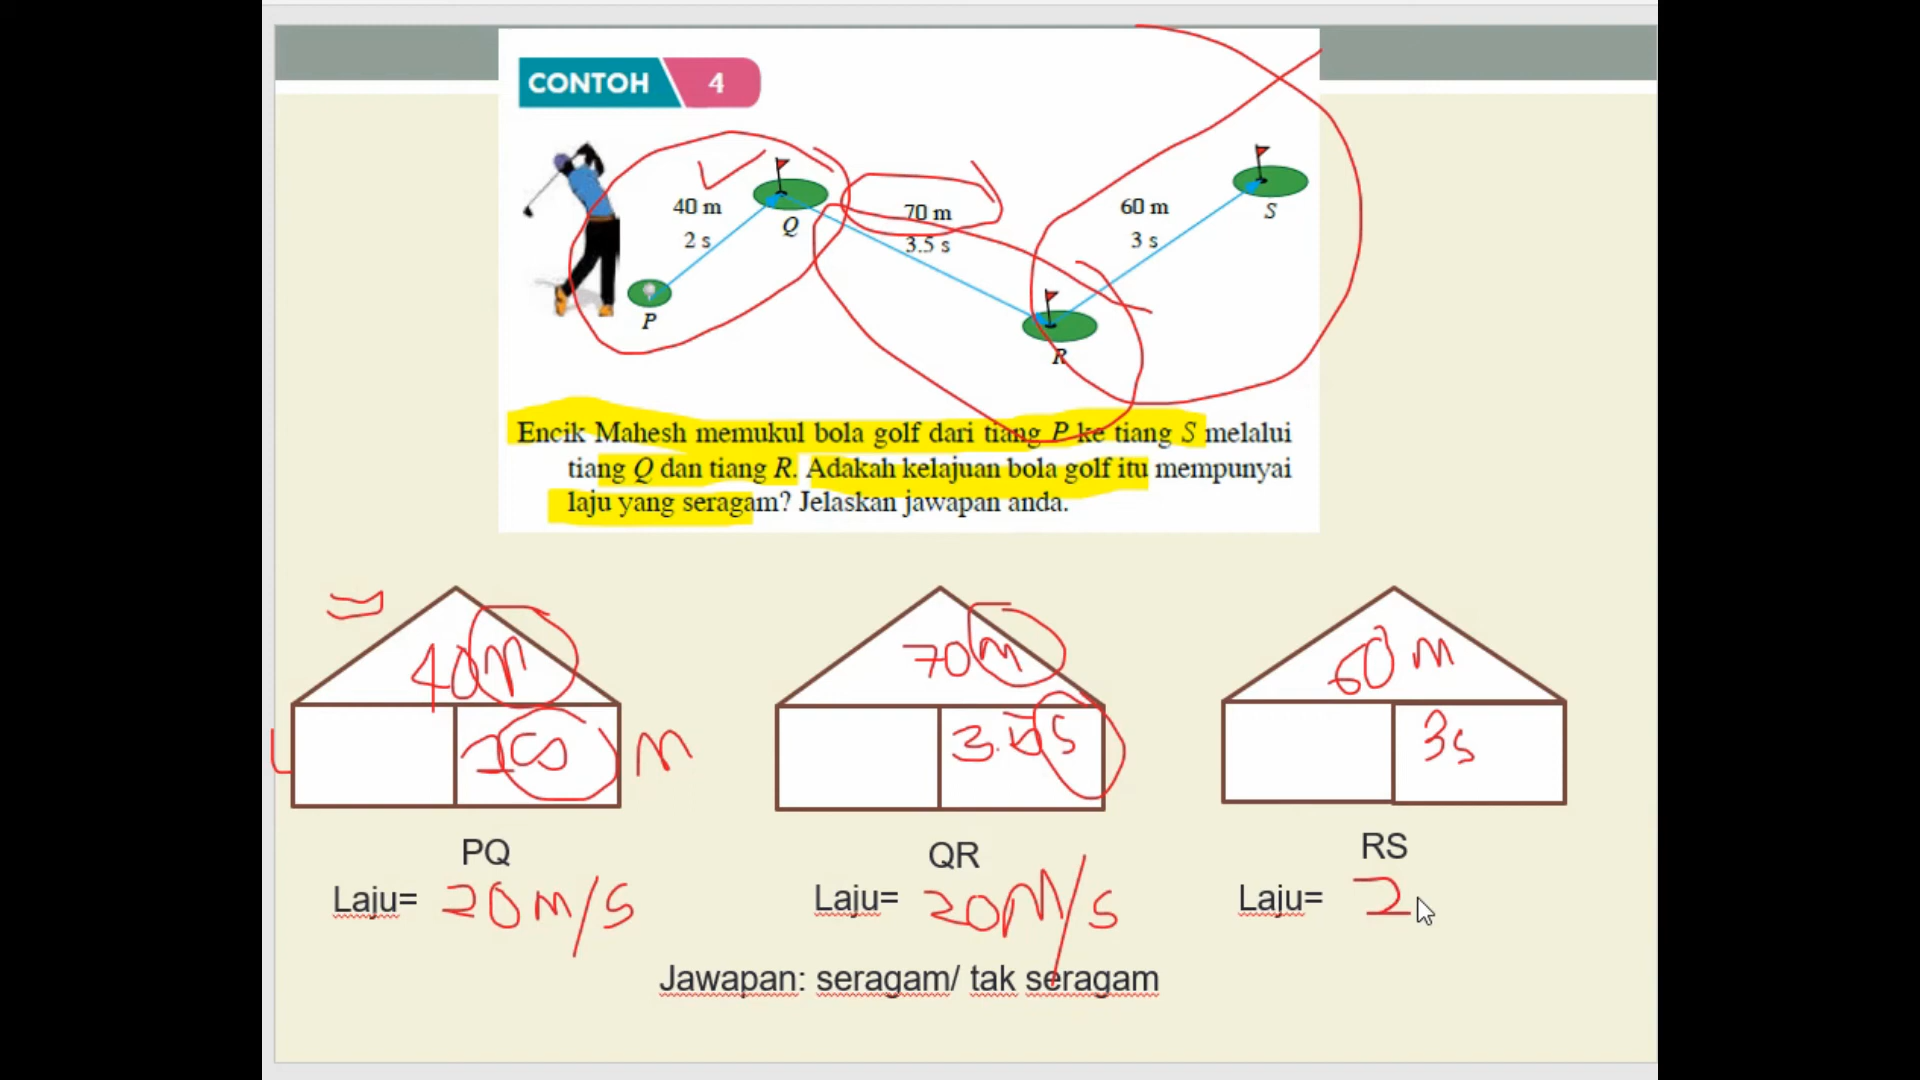 CONTOH 4
40 m
2 s
Q
P
70 m
3.5 s
R
60 m
3 s
S
Encik Mahesh memukul bola golf dari tiang P ke tiang S melalui
tiang Q dan tiang R. Adakah kelajuan bola golf itu mempunyai
laju yang seragam? Jelaskan jawapan anda.
40m
m
70m
3.5s
60m
3s
PQ
QR
RS
Laju= 20m/s
Laju= 20m/s
Laju= 2
Jawapan: seragam/ tak seragam